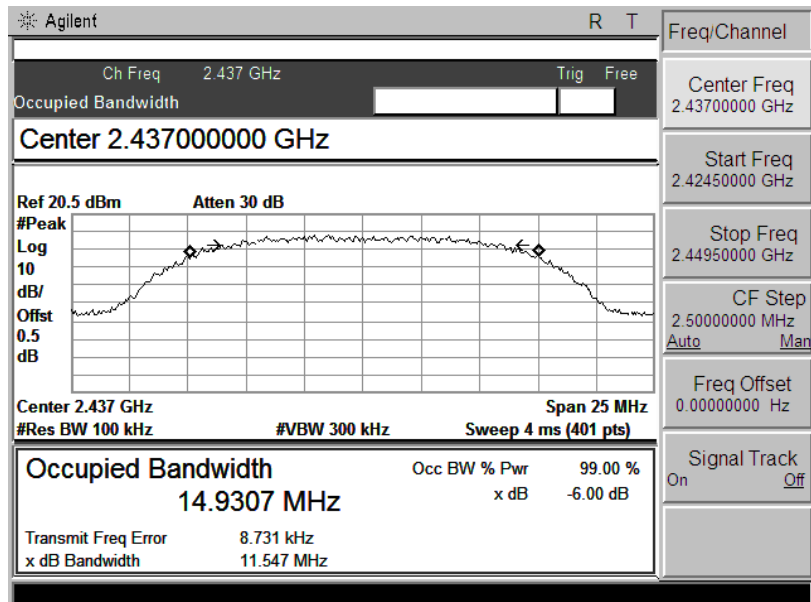 Agilent R T
Ch Freq 2.437 GHz Trig Free
Occupied Bandwidth
Center 2.437000000 GHz
Ref 20.5 dBm Atten 30 dB
#Peak
Log
10
dB/
Offst
0.5
dB
Center 2.437 GHz Span 25 MHz
#Res BW 100 kHz #VBW 300 kHz Sweep 4 ms (401 pts)
Occupied Bandwidth Occ BW % Pwr 99.00 %
14.9307 MHz x dB -6.00 dB
Transmit Freq Error 8.731 kHz
x dB Bandwidth 11.547 MHz
Freq/Channel
Center Freq
2.43700000 GHz
Start Freq
2.42450000 GHz
Stop Freq
2.44950000 GHz
CF Step
2.50000000 MHz
Auto Man
Freq Offset
0.00000000 Hz
Signal Track
On Off